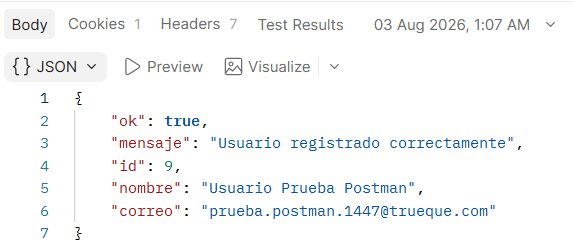 Body Cookies 1 Headers 7 Test Results 03 Aug 2026, 1:07 AM
{} JSON Preview Visualize
1 {
2 "ok": true,
3 "mensaje": "Usuario registrado correctamente",
4 "id": 9,
5 "nombre": "Usuario Prueba Postman",
6 "correo": "prueba.postman.1447@trueque.com"
7 }